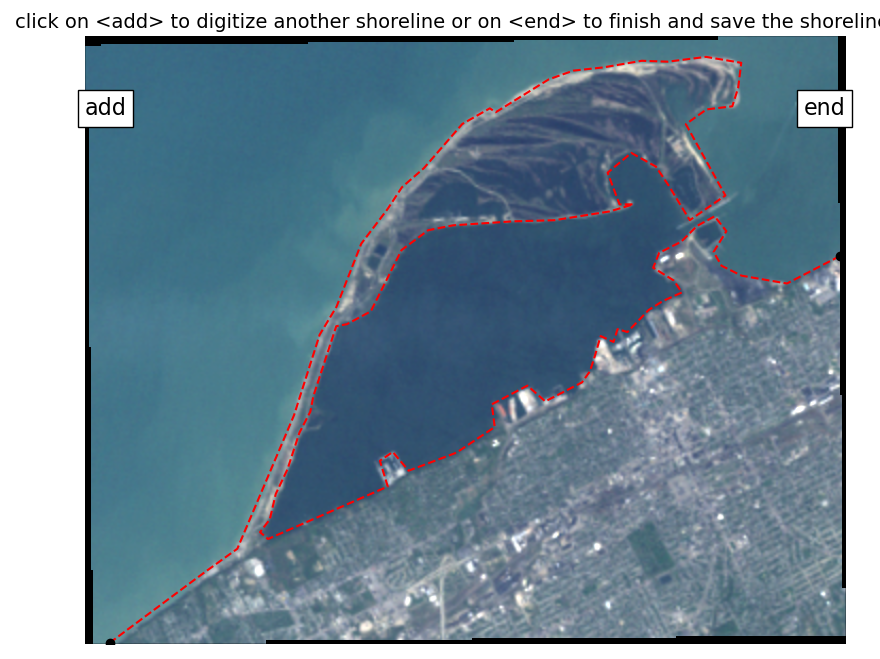 click on <add> to digitize another shoreline or on <end> to finish and save the shoreline
add
end